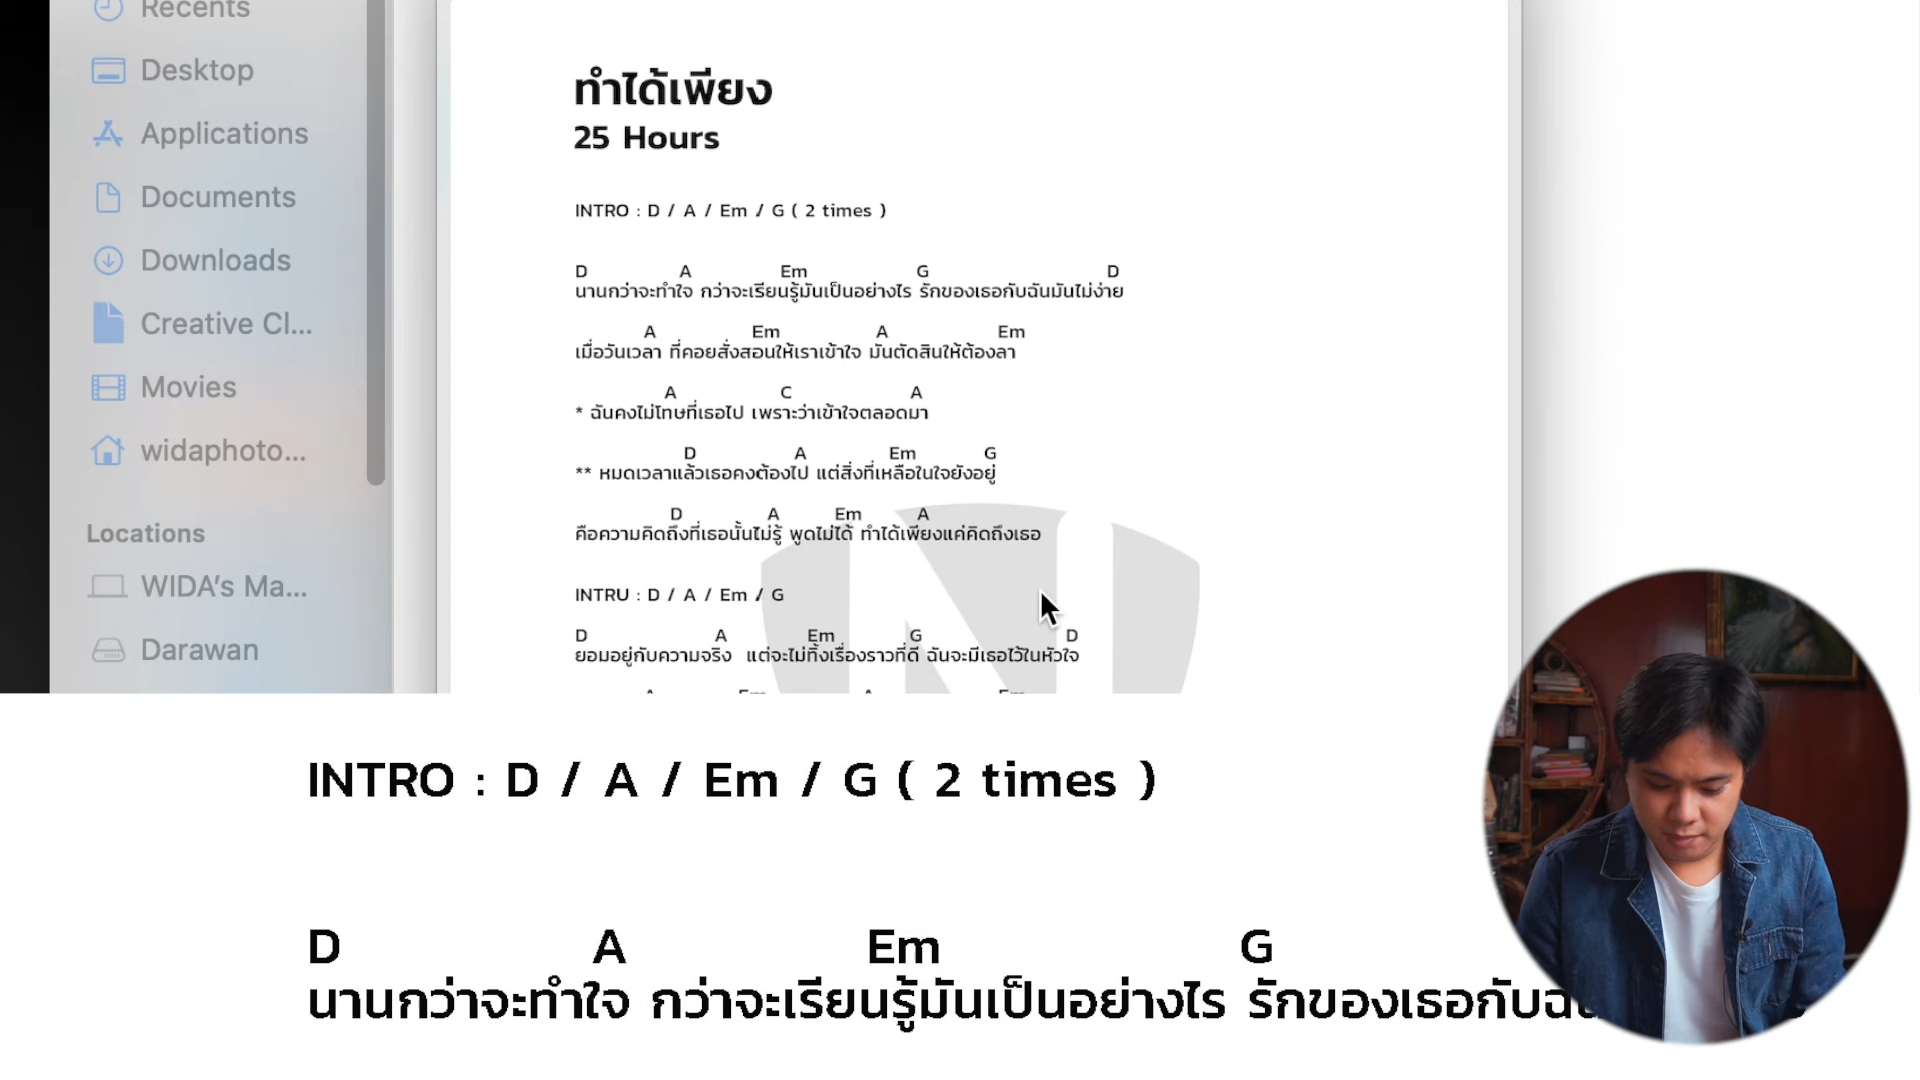 Recents
Desktop
Applications
Documents
Downloads
Creative Cl...
Movies
widaphoto...
Locations
WIDA's Ma...
Darawan
ทำได้เพียง
25 Hours
INTRO : D / A / Em / G ( 2 times )
D A Em G D
นานกว่าจะทำใจ กว่าจะเรียนรู้มันเป็นอย่างไร รักของเธอกับฉันมันไม่ง่าย
A Em A Em
เมื่อวันเวลา ที่คอยสั่งสอนให้เราเข้าใจ มันตัดสินให้ต้องลา
A C A
* ฉันคงไม่โทษที่เธอไป เพราะว่าเข้าใจตลอดมา
D A Em G
** หมดเวลาแล้วเธอคงต้องไป แต่สิ่งที่เหลือในใจยังอยู่
D A Em A
คือความคิดถึงที่เธอนั้นไม่รู้ พูดไม่ได้ ทำได้เพียงแค่คิดถึงเธอ
INTRU : D / A / Em / G
D A Em G D
ยอมอยู่กับความจริง แต่จะไม่ทิ้งเรื่องราวที่ดี ฉันจะมีเธอไว้ในหัวใจ
INTRO : D / A / Em / G ( 2 times )
D A Em G
นานกว่าจะทำใจ กว่าจะเรียนรู้มันเป็นอย่างไร รักของเธอกับ